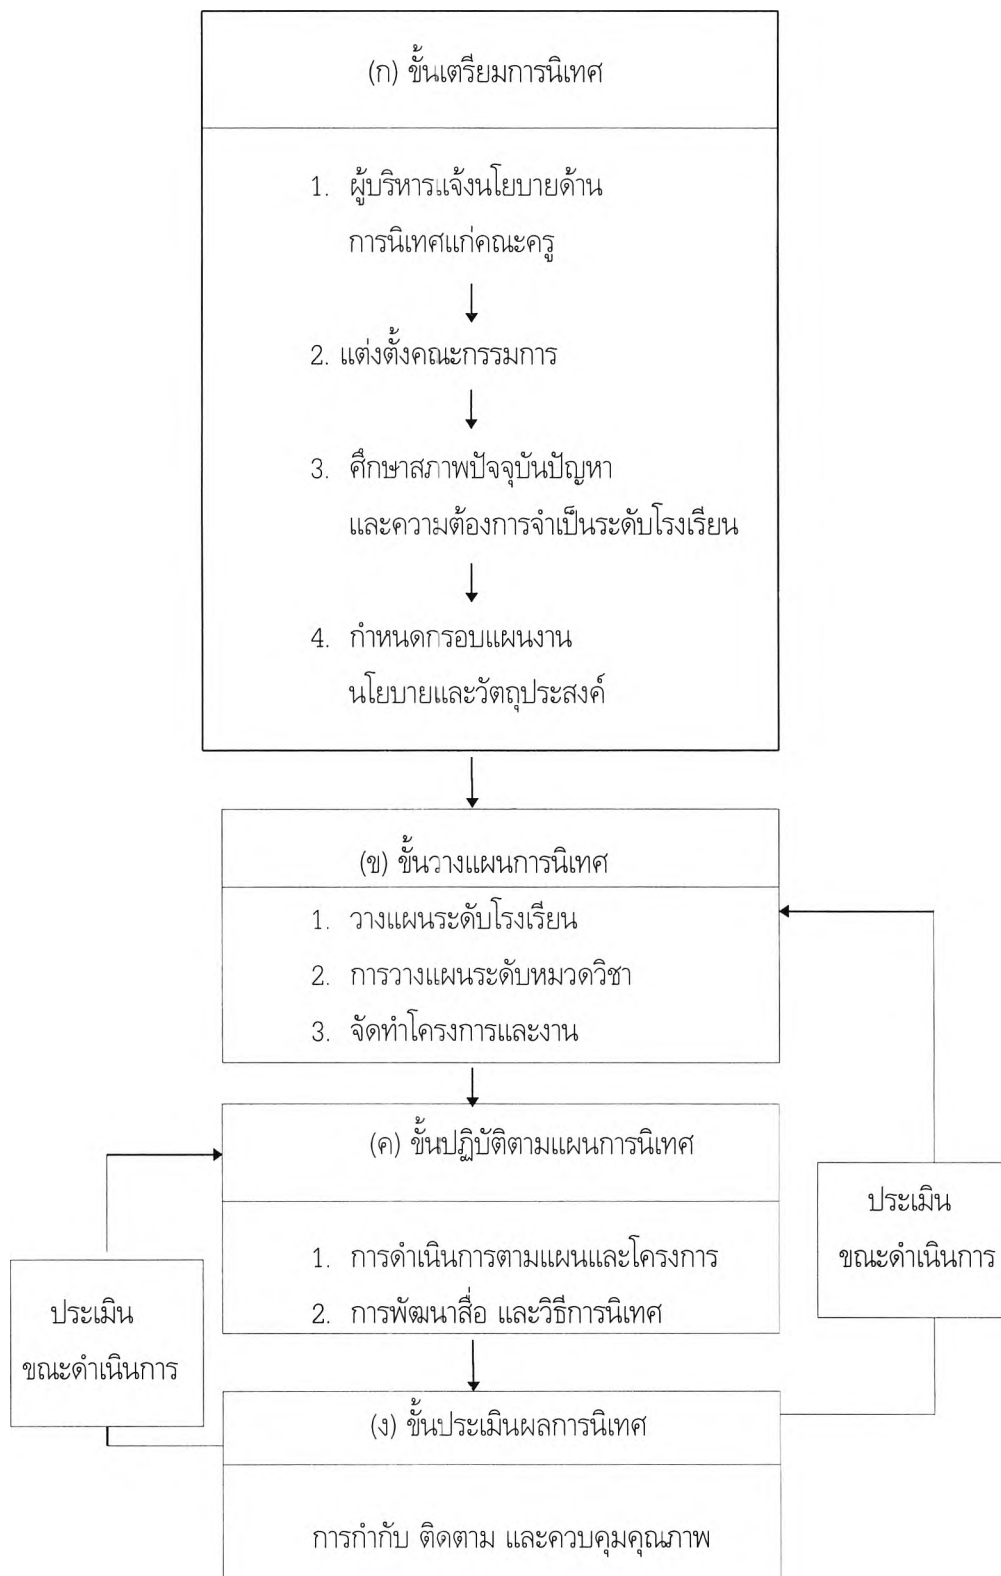 (ก) ขั้นเตรียมการนิเทศ
1. ผู้บริหารแจ้งนโยบายด้าน
การนิเทศแก่คณะครู
2. แต่งตั้งคณะกรรมการ
3. ศึกษาสภาพปัจจุบันปัญหา
และความต้องการจำเป็นระดับโรงเรียน
4. กำหนดกรอบแผนงาน
นโยบายและวัตถุประสงค์
(ข) ขั้นวางแผนการนิเทศ
1. วางแผนระดับโรงเรียน
2. การวางแผนระดับหมวดวิชา
3. จัดทำโครงการและงาน
(ค) ขั้นปฏิบัติตามแผนการนิเทศ
1. การดำเนินการตามแผนและโครงการ
2. การพัฒนาสื่อ และวิธีการนิเทศ
ประเมิน
ขณะดำเนินการ
ประเมิน
ขณะดำเนินการ
(ง) ขั้นประเมินผลการนิเทศ
การกำกับ ติดตาม และควบคุมคุณภาพ